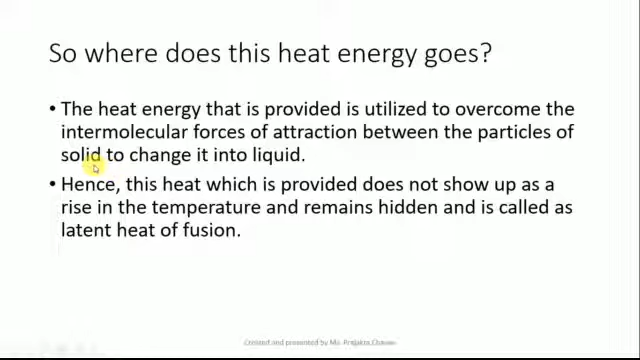 So where does this heat energy goes?
• The heat energy that is provided is utilized to overcome the
intermolecular forces of attraction between the particles of
solid to change it into liquid.
• Hence, this heat which is provided does not show up as a
rise in the temperature and remains hidden and is called as
latent heat of fusion.
Created and presented by Ms. Prajakta Chavan